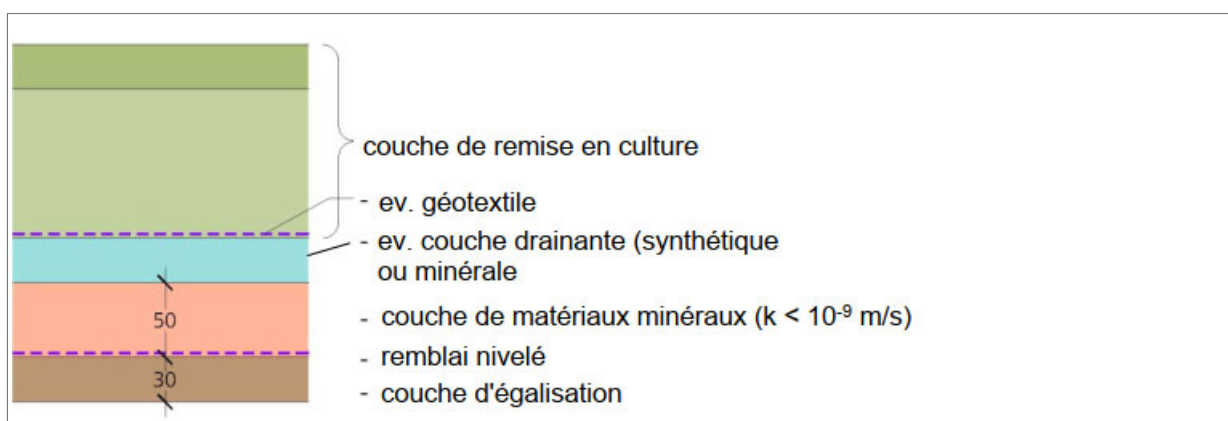 couche de remise en culture
- ev. géotextile
- ev. couche drainante (synthétique
ou minérale
50
- couche de matériaux minéraux (k < 10⁻⁹ m/s)
- remblai nivelé
30
- couche d'égalisation